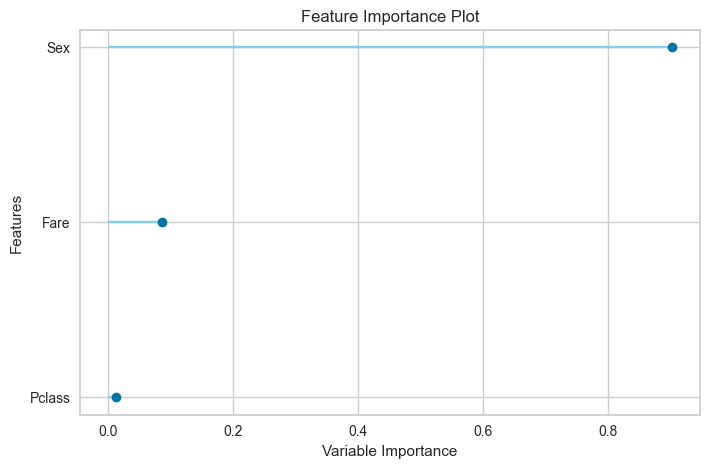 Feature Importance Plot
Sex
Fare
Pclass
Features
0.0 0.2 0.4 0.6 0.8
Variable Importance